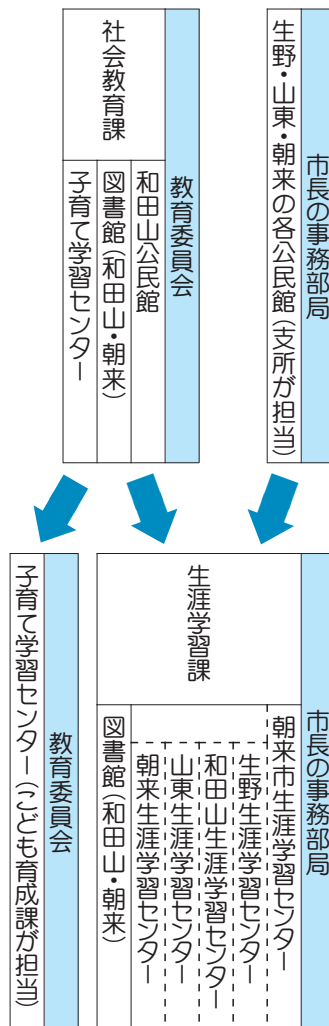 市長の事務部局
生野・山東・朝来の各公民館(支所が担当)
教育委員会
社会教育課
和田山公民館
図書館(和田山・朝来)
子育て学習センター
市長の事務部局
生涯学習課
朝来市生涯学習センター
生野生涯学習センター
和田山生涯学習センター
山東生涯学習センター
朝来生涯学習センター
図書館(和田山・朝来)
教育委員会
子育て学習センター(こども育成課が担当)